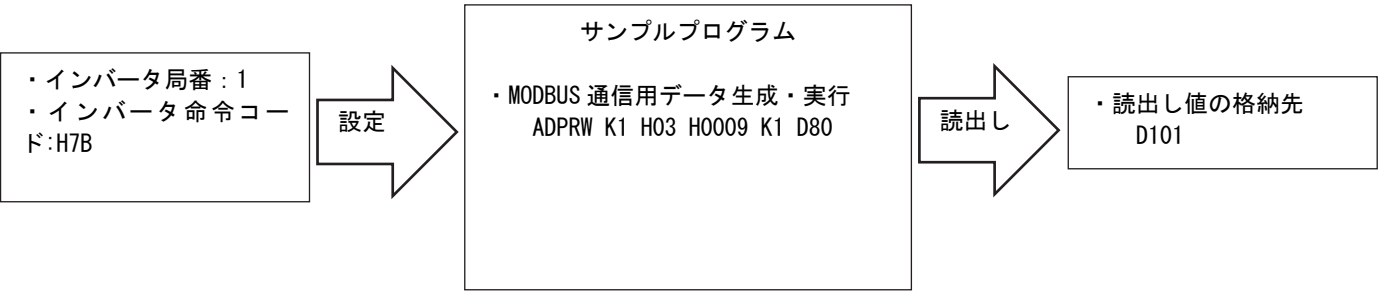 ・インバータ局番：1
・インバータ命令コー
ド:H7B
設定
サンプルプログラム
・MODBUS 通信用データ生成・実行
ADPRW K1 H03 H0009 K1 D80
読出し
・読出し値の格納先
D101